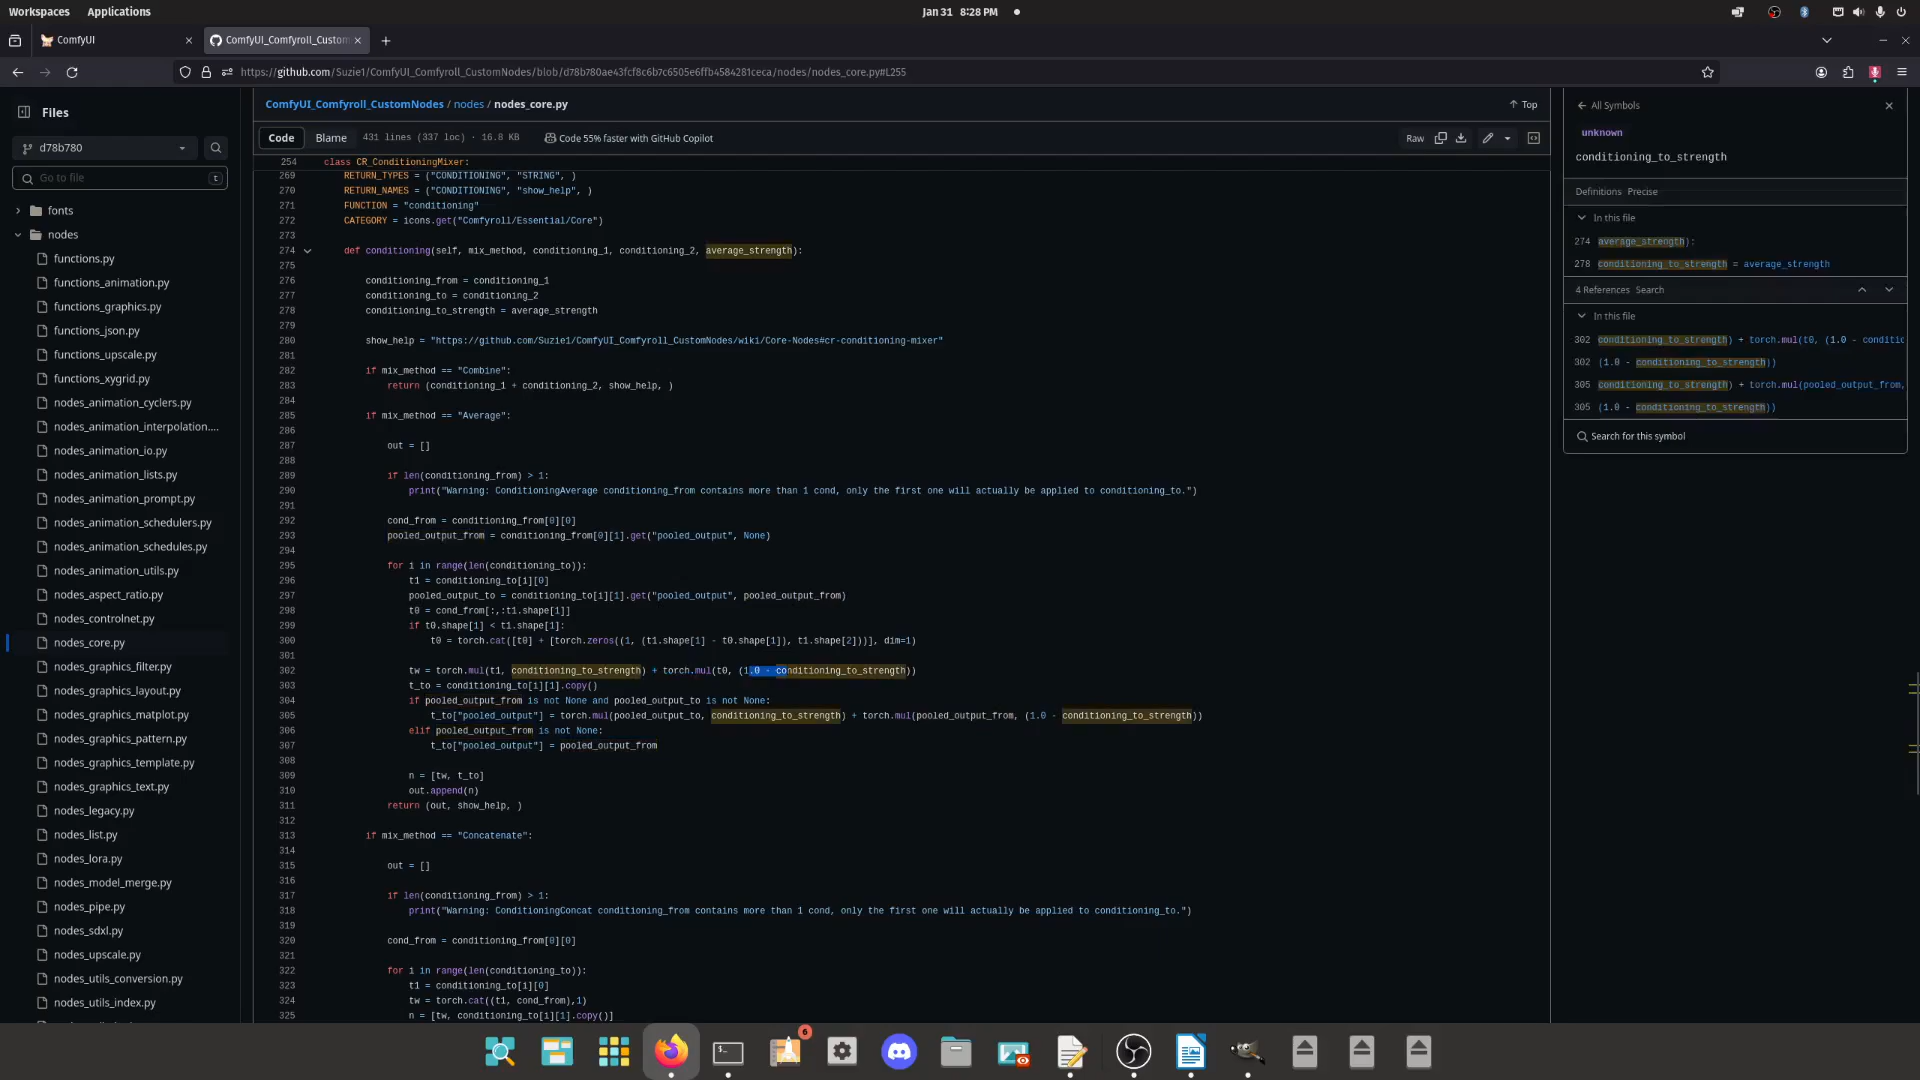 Workspaces Applications Jan 31 8:28 PM
ComfyUI ComfyUI_Comfyroll_Custom
https://github.com/Suzie1/ComfyUI_Comfyroll_CustomNodes/blob/d78b780ae43fcf8c6b7c6505e6ffb4584281ceca/nodes/nodes_core.py#L255
Files
d78b780
Go to file t
fonts
nodes
functions.py
functions_animation.py
functions_graphics.py
functions_json.py
functions_upscale.py
functions_xygrid.py
nodes_animation_cyclers.py
nodes_animation_interpolation....
nodes_animation_io.py
nodes_animation_lists.py
nodes_animation_prompt.py
nodes_animation_schedulers.py
nodes_animation_schedules.py
nodes_animation_utils.py
nodes_aspect_ratio.py
nodes_controlnet.py
nodes_core.py
nodes_graphics_filter.py
nodes_graphics_layout.py
nodes_graphics_matplot.py
nodes_graphics_pattern.py
nodes_graphics_template.py
nodes_graphics_text.py
nodes_legacy.py
nodes_list.py
nodes_lora.py
nodes_model_merge.py
nodes_pipe.py
nodes_sdxl.py
nodes_upscale.py
nodes_utils_conversion.py
nodes_utils_index.py
ComfyUI_Comfyroll_CustomNodes / nodes / nodes_core.py Top
Code Blame 431 lines (337 loc) · 16.8 KB Code 55% faster with GitHub Copilot Raw
254 class CR_ConditioningMixer:
269 RETURN_TYPES = ("CONDITIONING", "STRING", )
270 RETURN_NAMES = ("CONDITIONING", "show_help", )
271 FUNCTION = "conditioning"
272 CATEGORY = icons.get("Comfyroll/Essential/Core")
273
274 def conditioning(self, mix_method, conditioning_1, conditioning_2, average_strength):
275
276 conditioning_from = conditioning_1
277 conditioning_to = conditioning_2
278 conditioning_to_strength = average_strength
279
280 show_help = "https://github.com/Suzie1/ComfyUI_Comfyroll_CustomNodes/wiki/Core-Nodes#cr-conditioning-mixer"
281
282 if mix_method == "Combine":
283 return (conditioning_1 + conditioning_2, show_help, )
284
285 if mix_method == "Average":
286
287 out = []
288
289 if len(conditioning_from) > 1:
290 print("Warning: ConditioningAverage conditioning_from contains more than 1 cond, only the first one will actually be applied to conditioning_to.")
291
292 cond_from = conditioning_from[0][0]
293 pooled_output_from = conditioning_from[0][1].get("pooled_output", None)
294
295 for i in range(len(conditioning_to)):
296 t1 = conditioning_to[i][0]
297 pooled_output_to = conditioning_to[i][1].get("pooled_output", pooled_output_from)
298 t0 = cond_from[:,:t1.shape[1]]
299 if t0.shape[1] < t1.shape[1]:
300 t0 = torch.cat([t0] + [torch.zeros((1, (t1.shape[1] - t0.shape[1]), t1.shape[2]))], dim=1)
301
302 tw = torch.mul(t1, conditioning_to_strength) + torch.mul(t0, (1.0 - conditioning_to_strength))
303 t_to = conditioning_to[i][1].copy()
304 if pooled_output_from is not None and pooled_output_to is not None:
305 t_to["pooled_output"] = torch.mul(pooled_output_to, conditioning_to_strength) + torch.mul(pooled_output_from, (1.0 - conditioning_to_strength))
306 elif pooled_output_from is not None:
307 t_to["pooled_output"] = pooled_output_from
308
309 n = [tw, t_to]
310 out.append(n)
311 return (out, show_help, )
312
313 if mix_method == "Concatenate":
314
315 out = []
316
317 if len(conditioning_from) > 1:
318 print("Warning: ConditioningConcat conditioning_from contains more than 1 cond, only the first one will actually be applied to conditioning_to.")
319
320 cond_from = conditioning_from[0][0]
321
322 for i in range(len(conditioning_to)):
323 t1 = conditioning_to[i][0]
324 tw = torch.cat((t1, cond_from),1)
325 n = [tw, conditioning_to[i][1].copy()]
All Symbols
unknown
conditioning_to_strength
Definitions Precise
In this file
274 average_strength):
278 conditioning_to_strength = average_strength
4 References Search
In this file
302 conditioning_to_strength) + torch.mul(t0, (1.0 - conditic
302 (1.0 - conditioning_to_strength))
305 conditioning_to_strength) + torch.mul(pooled_output_from,
305 (1.0 - conditioning_to_strength))
Search for this symbol
6